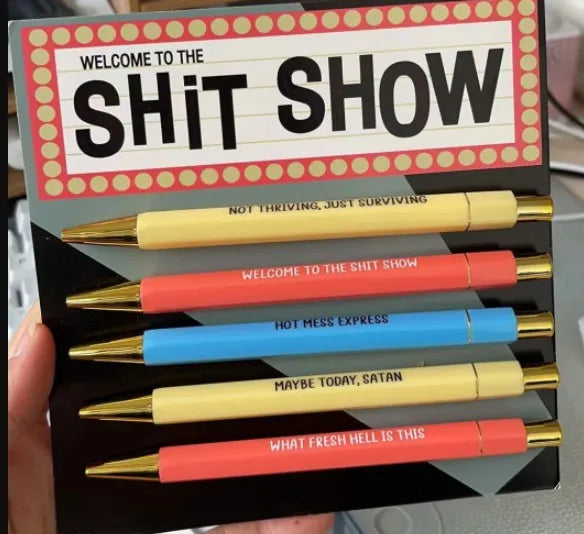 WELCOME TO THE
SHiT SHOW
NOT THRIVING, JUST SURVIVING
WELCOME TO THE SHIT SHOW
HOT MESS EXPRESS
MAYBE TODAY, SATAN
WHAT FRESH HELL IS THIS